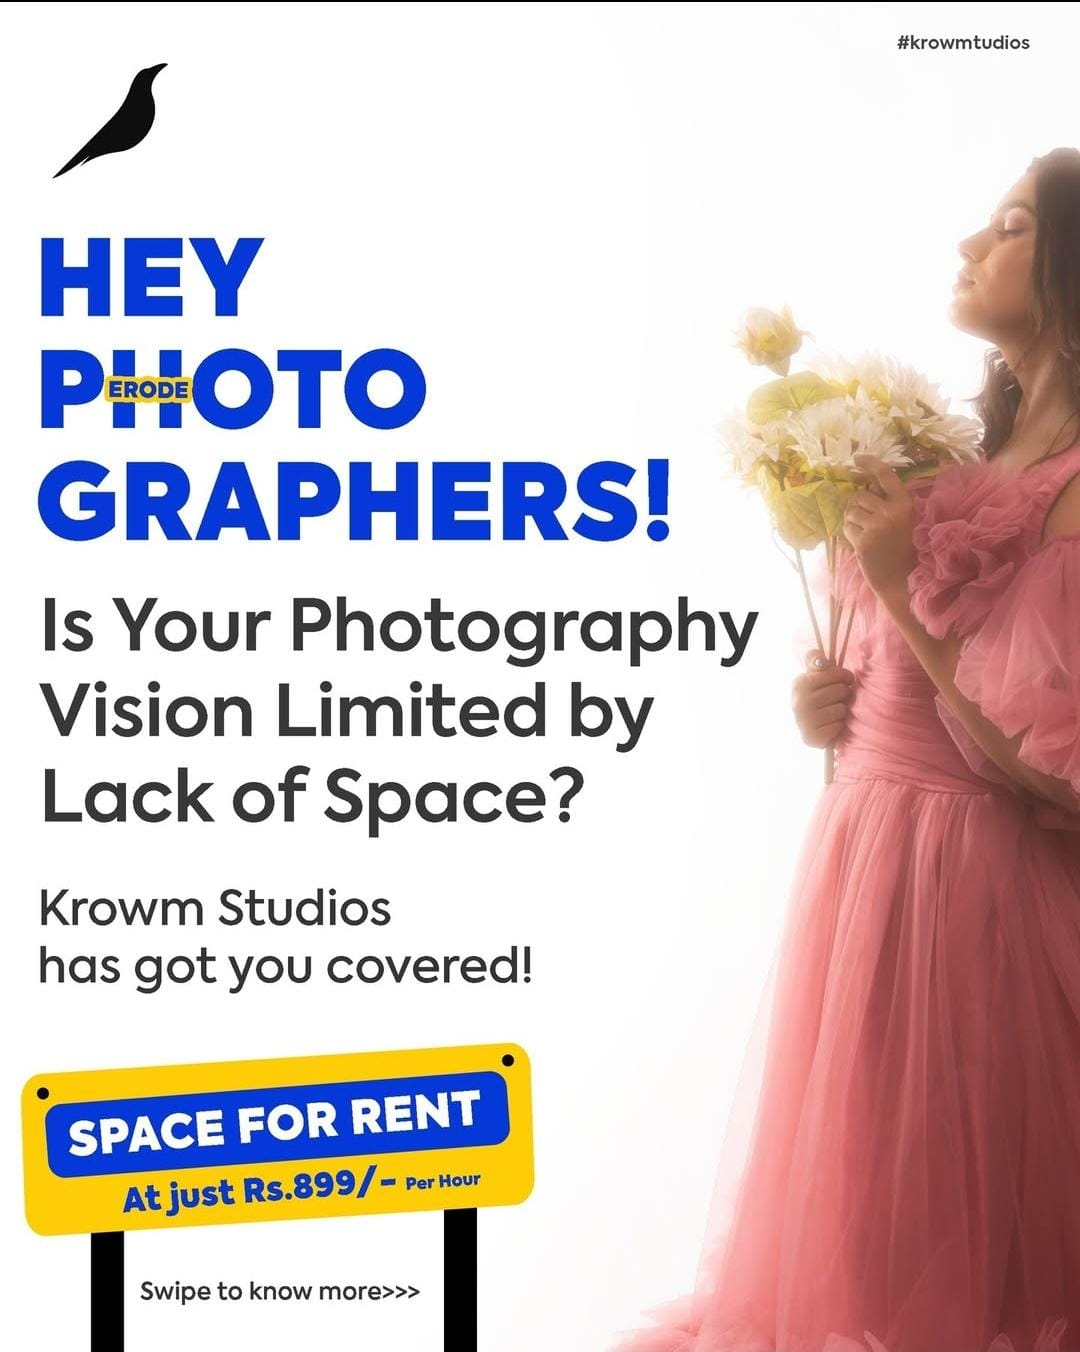 #krowmtudios
HEY
PHOTO
ERODE
GRAPHERS!
Is Your Photography
Vision Limited by
Lack of Space?
Krowm Studios
has got you covered!
SPACE FOR RENT
At just Rs.899/- Per Hour
Swipe to know more>>>